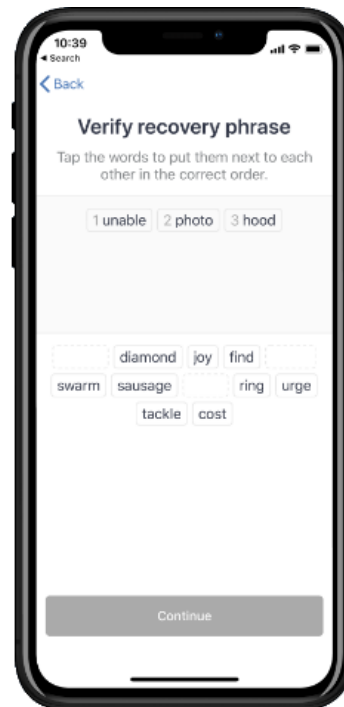 10:39
Search
Back
Verify recovery phrase
Tap the words to put them next to each
other in the correct order.
1 unable 2 photo 3 hood
diamond joy find
swarm sausage ring urge
tackle cost
Continue